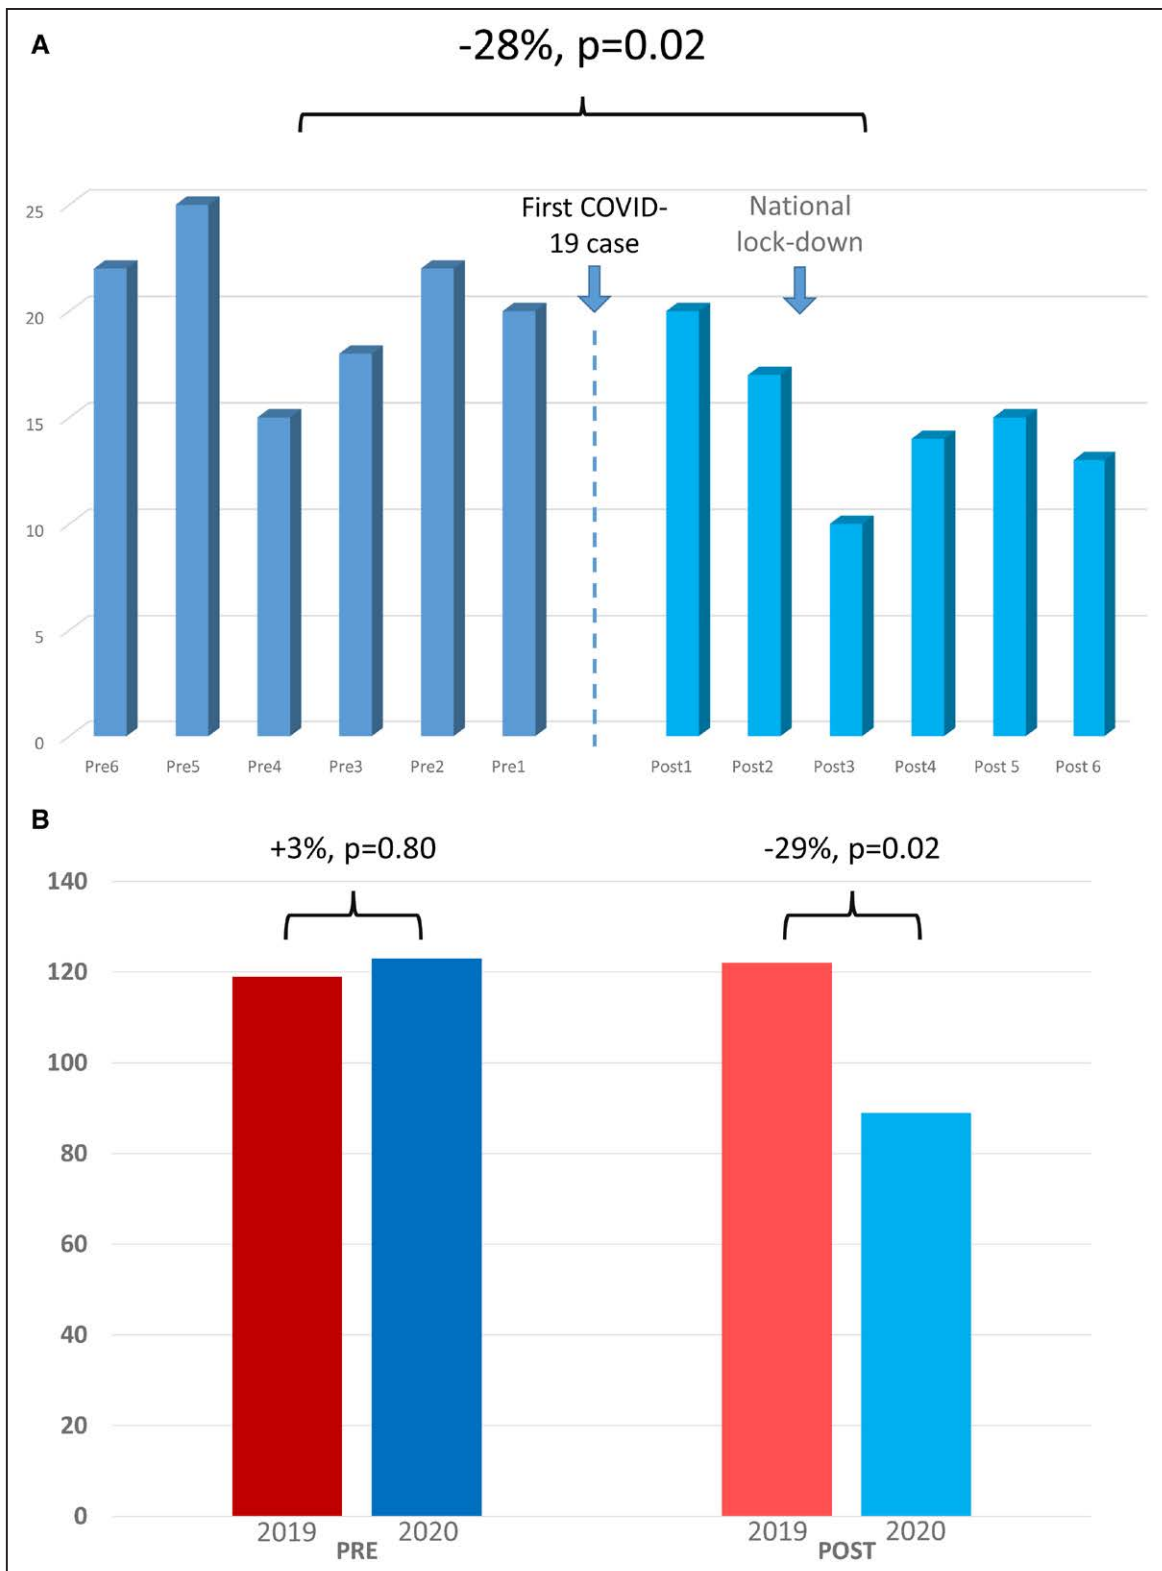 A
-28%, p=0.02
First COVID-
19 case
National
lock-down
25
20
15
10
5
0
Pre6 Pre5 Pre4 Pre3 Pre2 Pre1 Post1 Post2 Post3 Post4 Post 5 Post 6
B
+3%, p=0.80 -29%, p=0.02
140
120
100
80
60
40
20
0
2019 2020 2019 2020
PRE POST